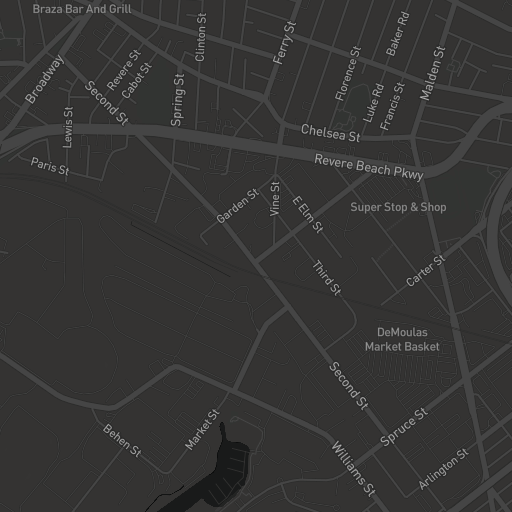 Braza Bar And Grill
Clinton St
Ferry St
Baker Rd
Broadway
Revere St
Cabot St
Second St
Spring St
Florence St
Malden St
Luke Rd
Francis St
Lewis St
Chelsea St
Paris St
Revere Beach Pkwy
Garden St
Vine St
E Elm St
Super Stop & Shop
Third St
Carter St
DeMoulas
Market Basket
Second St
Market St
Behen St
Spruce St
Williams St
Arlington St